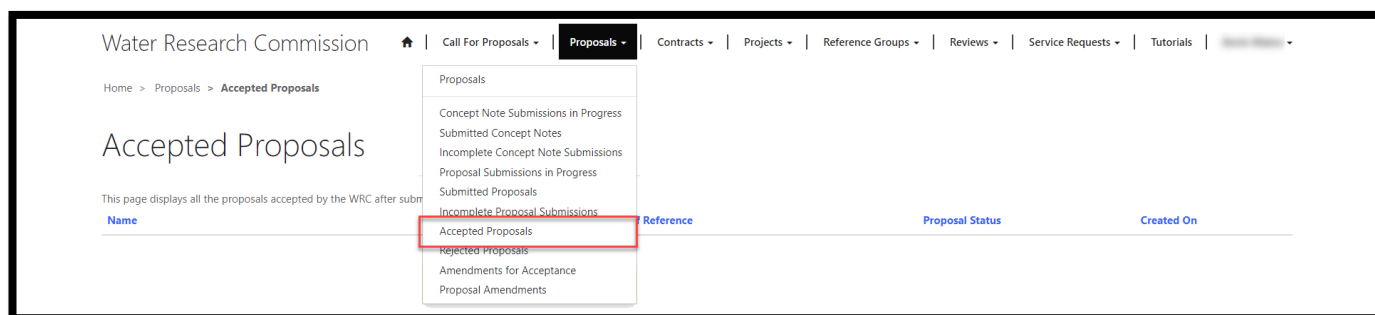 Water Research Commission | Call For Proposals | Proposals | Contracts | Projects | Reference Groups | Reviews | Service Requests | Tutorials |
Home > Proposals > Accepted Proposals
Accepted Proposals
This page displays all the proposals accepted by the WRC after
Name Reference Proposal Status Created On
Proposals
Concept Note Submissions in Progress
Submitted Concept Notes
Incomplete Concept Note Submissions
Proposal Submissions in Progress
Submitted Proposals
Incomplete Proposal Submissions
Accepted Proposals
Rejected Proposals
Amendments for Acceptance
Proposal Amendments